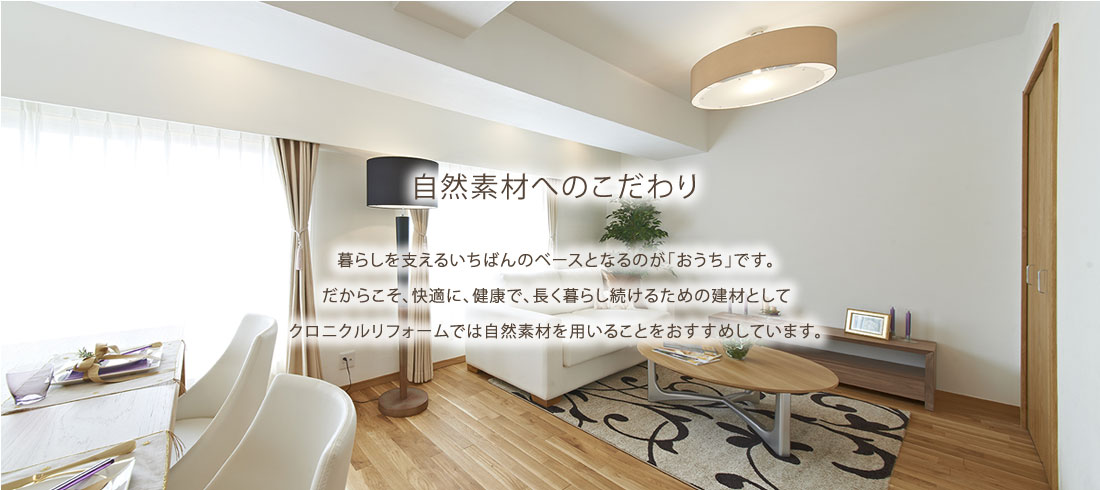 自然素材へのこだわり
暮らしを支えるいちばんのベースとなるのが「おうち」です。
だからこそ、快適に、健康で、長く暮らし続けるための建材として
クロニクルリフォームでは自然素材を用いることをおすすめしています。